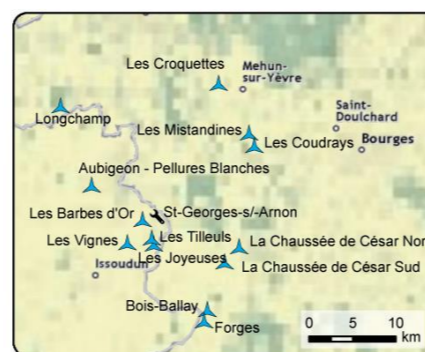 Les Croquettes
Mehun-
sur-Yèvre
Longchamp
Saint-
Doulchard
Les Mistandines
Les Coudrays
Bourges
Aubigeon - Pellures Blanches
Les Barbes d'Or
St-Georges-s/-Arnon
Les Vignes
Les Tilleuls
La Chaussée de César Nor
Les Joyeuses
La Chaussée de César Sud
Issoudun
Bois-Ballay
Forges
0 5 10
km